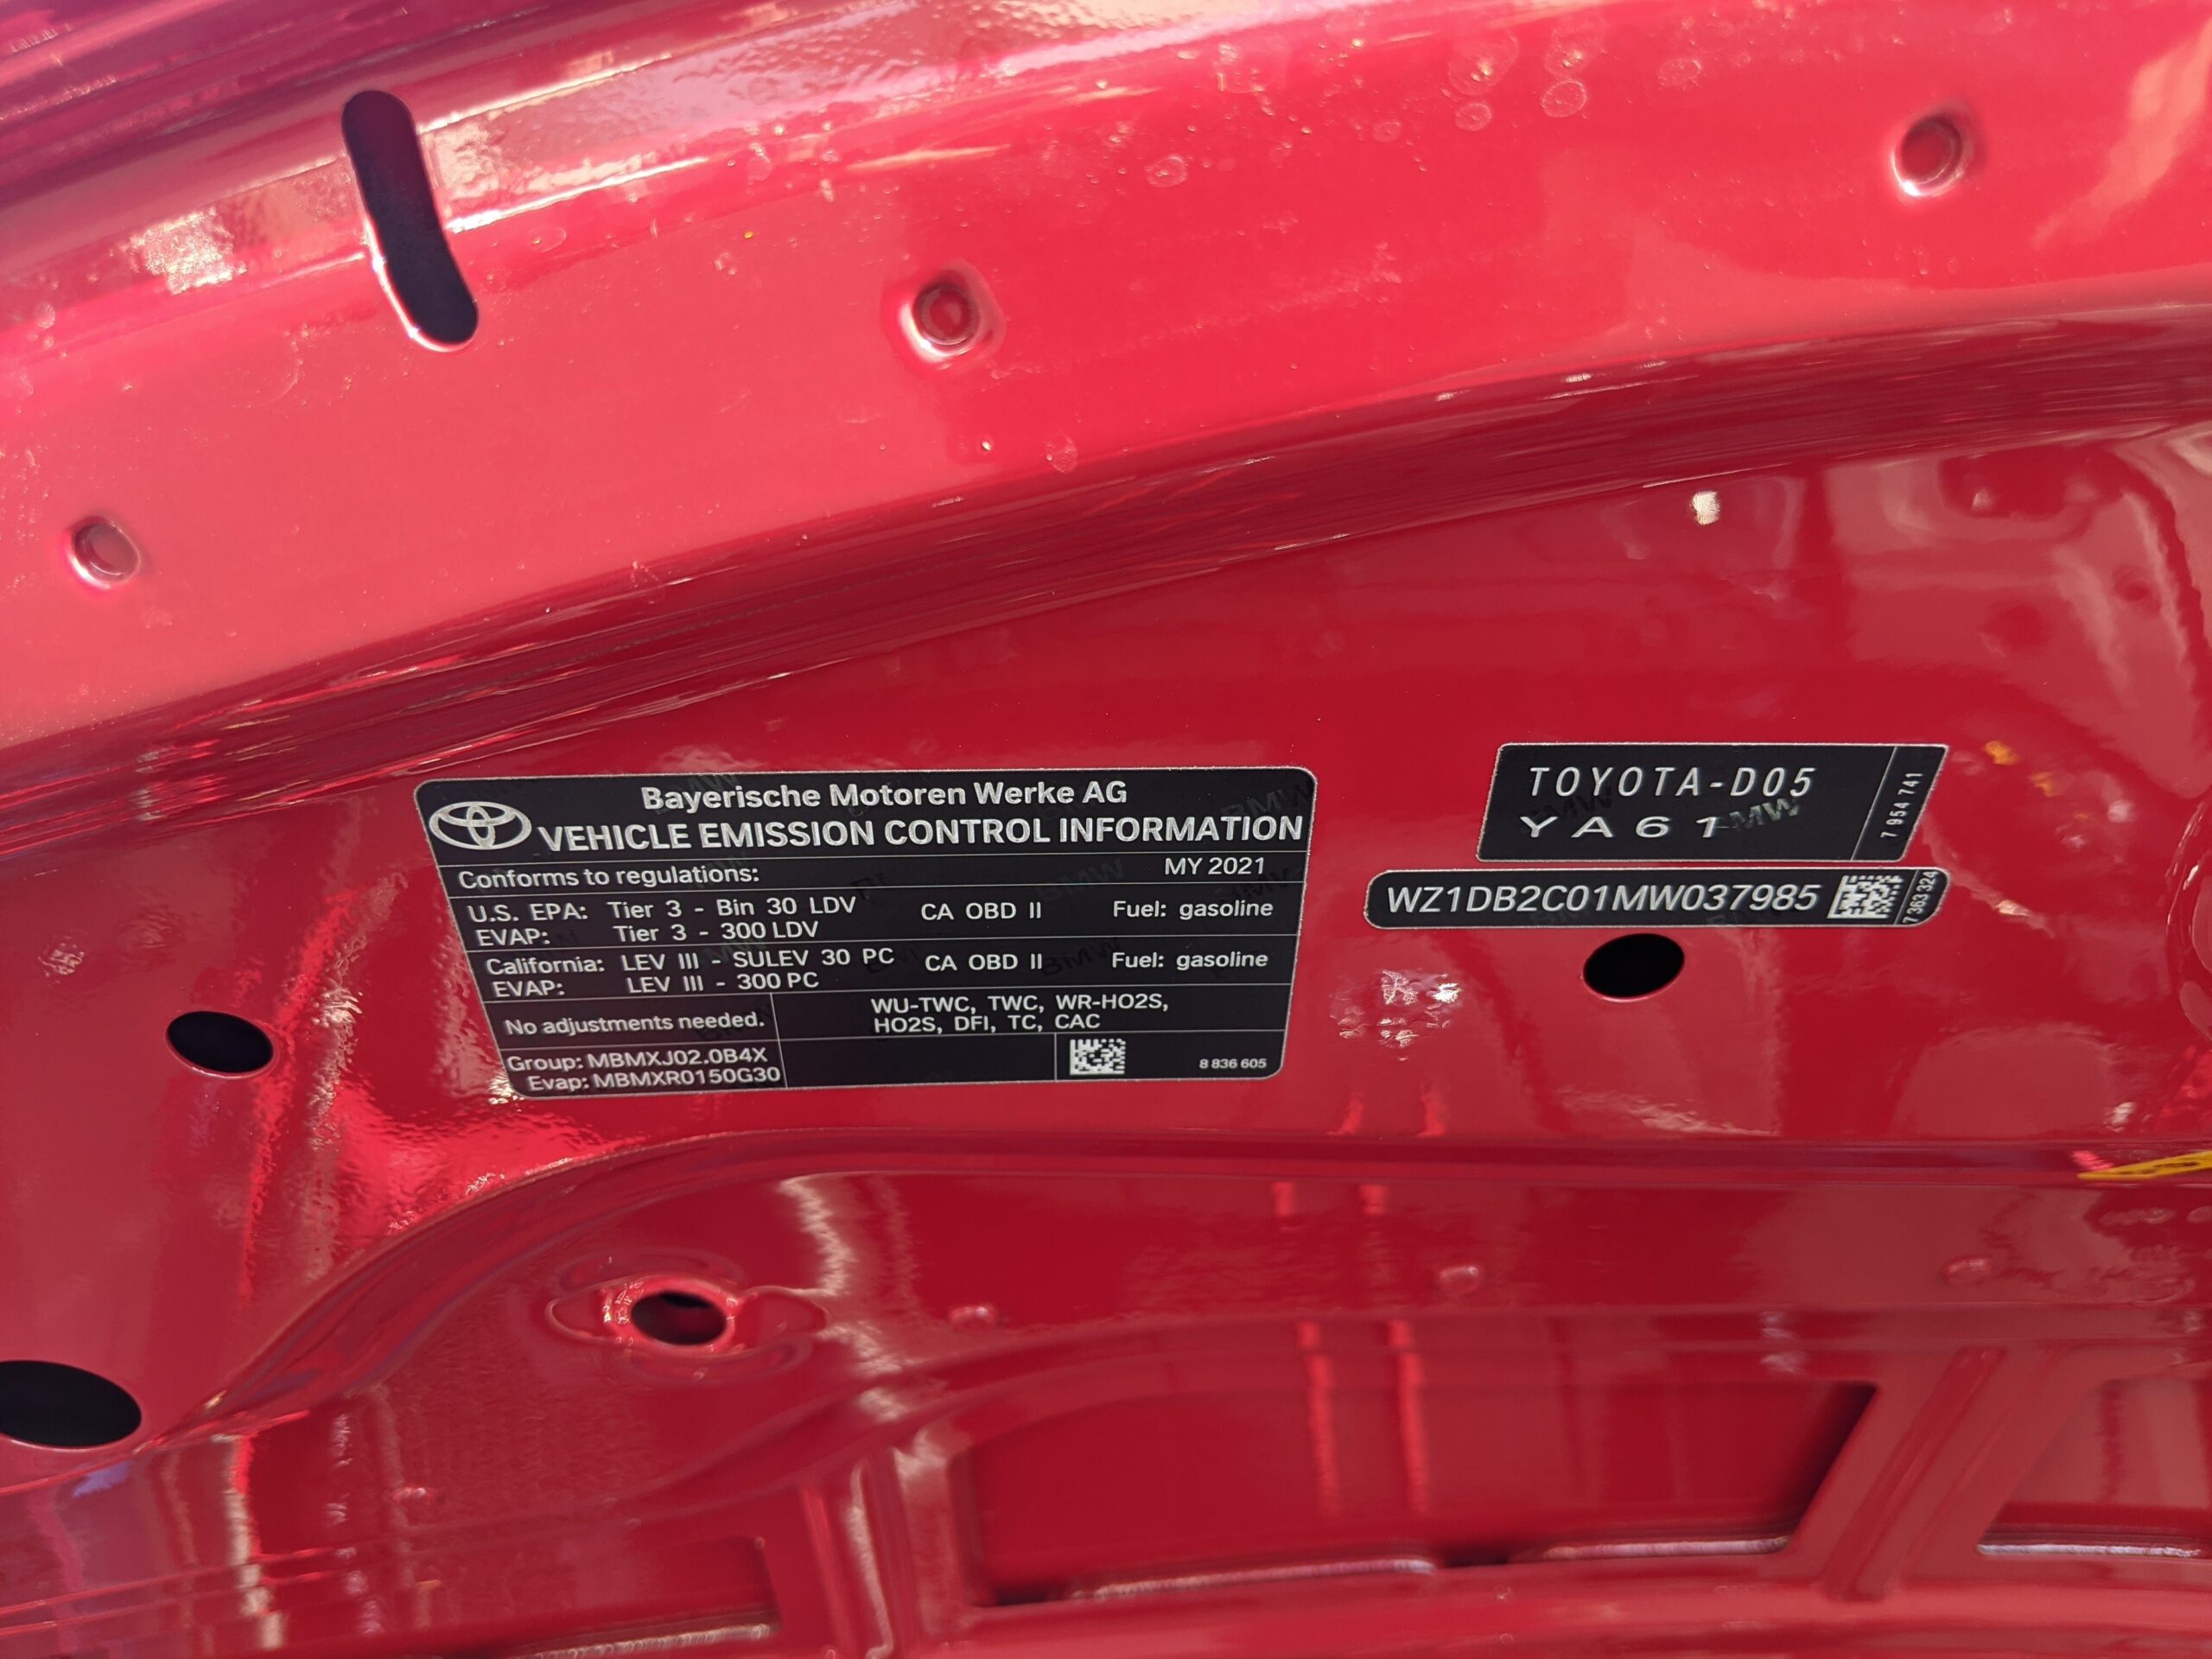 Bayerische Motoren Werke AG
VEHICLE EMISSION CONTROL INFORMATION
Conforms to regulations: MY 2021
U.S. EPA: Tier 3 - Bin 30 LDV CA OBD II Fuel: gasoline
EVAP: Tier 3 - 300 LDV
California: LEV III - SULEV 30 PC CA OBD II Fuel: gasoline
EVAP: LEV III - 300 PC
No adjustments needed.
WU-TWC, TWC, WR-HO2S,
HO2S, DFI, TC, CAC
Group: MBMXJ02.0B4X
Evap: MBMXR0150G30
8 836 605
TOYOTA-D05
YA61
7 954 741
WZ1DB2C01MW037985
7363 324